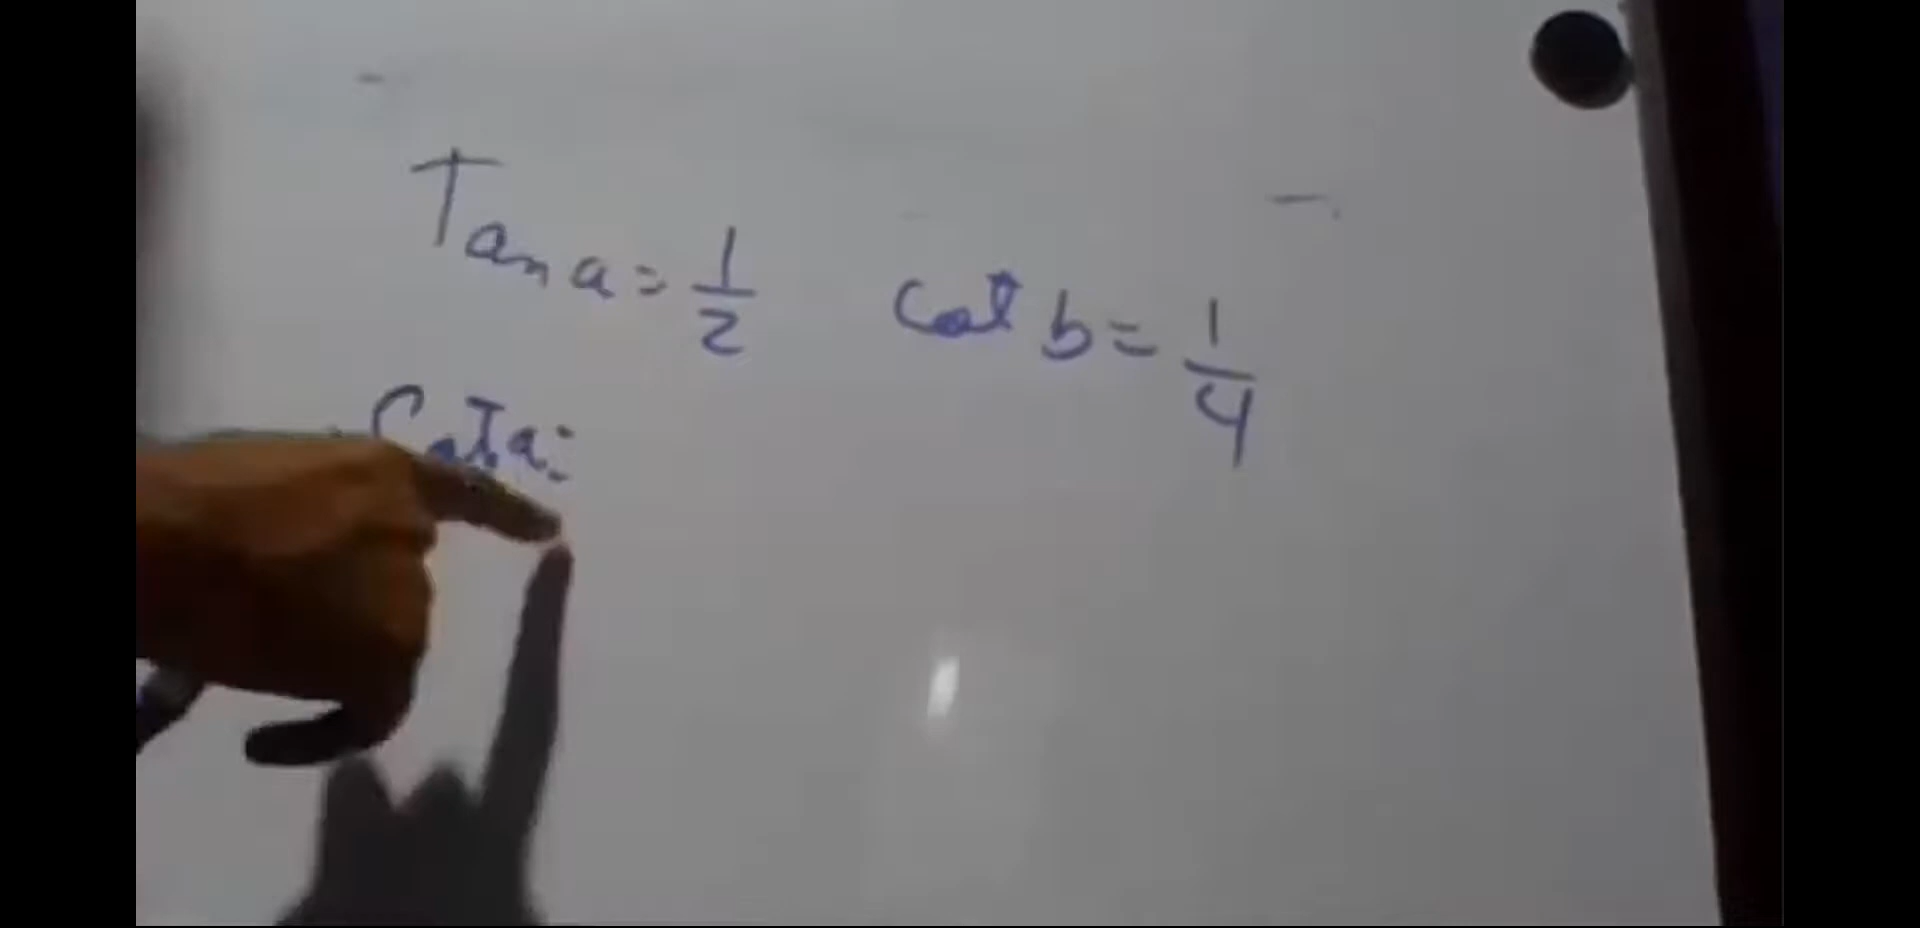 Tan a = 1/2   Cot b = 1/4
Cot a =